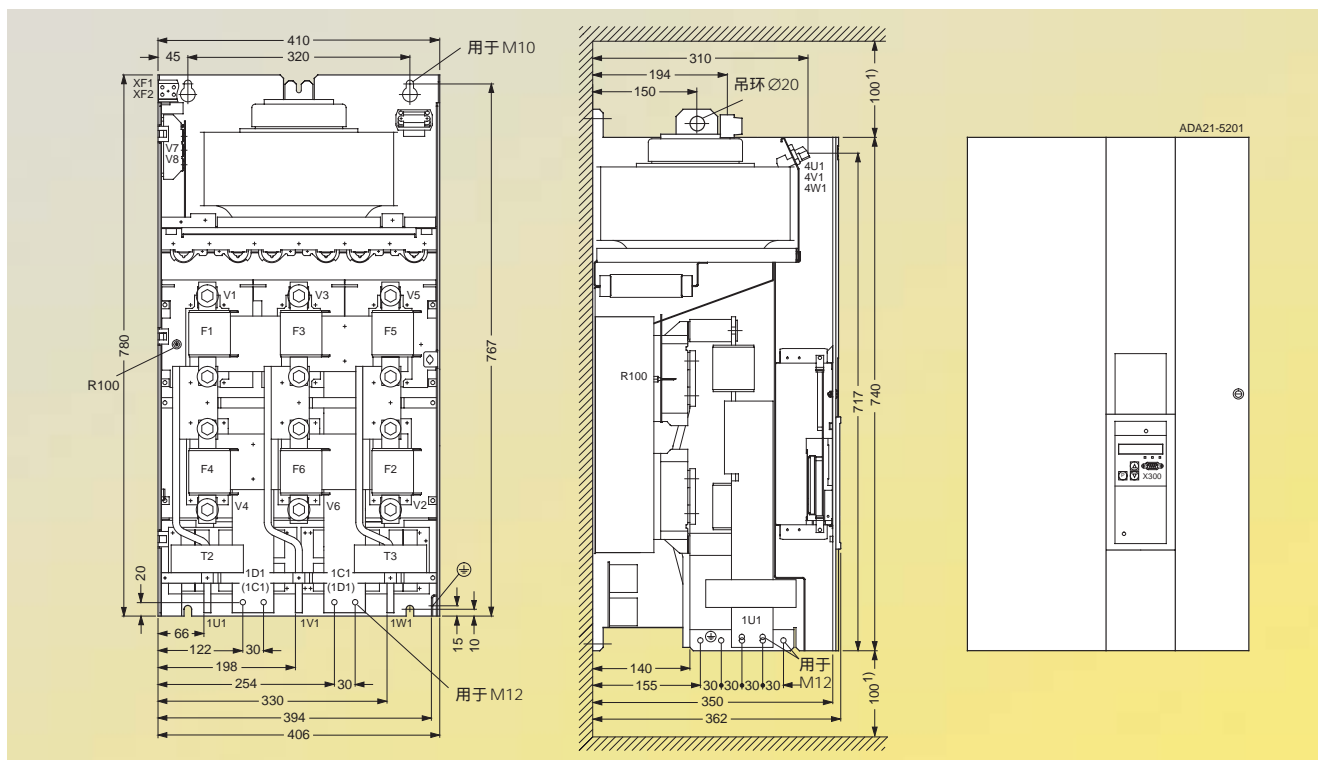 410
45
320
用于 M10
XF1
XF2
V7
V8
V1
V3
V5
F1
F3
F5
780
767
R100
F4
F6
F2
V4
V6
V2
T2
T3
1D1
(1C1)
1C1
(1D1)
20
1U1
1V1
1W1
15
10
66
122
30
198
254
30
330
394
406
用于 M12
310
194
150
吊环 Ø20
100 1)
4U1
4V1
4W1
R100
717
740
1U1
用于
M12
140
155
30
30
30
30
350
362
100 1)
ADA21-5201
X300